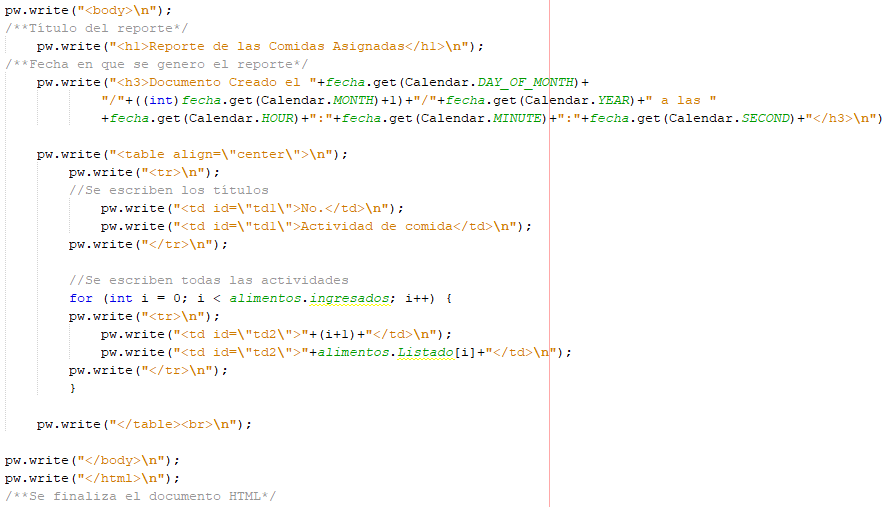 pw.write("<body>\n");
/**Título del reporte*/
pw.write("<h1>Reporte de las Comidas Asignadas</h1>\n");
/**Fecha en que se genero el reporte*/
pw.write("<h3>Documento Creado el "+fecha.get(Calendar.DAY_OF_MONTH)+
"/"+((int)fecha.get(Calendar.MONTH)+1)+"/"+fecha.get(Calendar.YEAR)+" a las "
+fecha.get(Calendar.HOUR)+":"+fecha.get(Calendar.MINUTE)+":"+fecha.get(Calendar.SECOND)+"</h3>\n")
pw.write("<table align=\"center\">\n");
pw.write("<tr>\n");
//Se escriben los títulos
pw.write("<td id=\"td1\">No.</td>\n");
pw.write("<td id=\"td1\">Actividad de comida</td>\n");
pw.write("</tr>\n");
//Se escriben todas las actividades
for (int i = 0; i < alimentos.ingresados; i++) {
pw.write("<tr>\n");
pw.write("<td id=\"td2\">"+(i+1)+"</td>\n");
pw.write("<td id=\"td2\">"+alimentos.Listado[i]+"</td>\n");
pw.write("</tr>\n");
}
pw.write("</table><br>\n");
pw.write("</body>\n");
pw.write("</html>\n");
/**Se finaliza el documento HTML*/